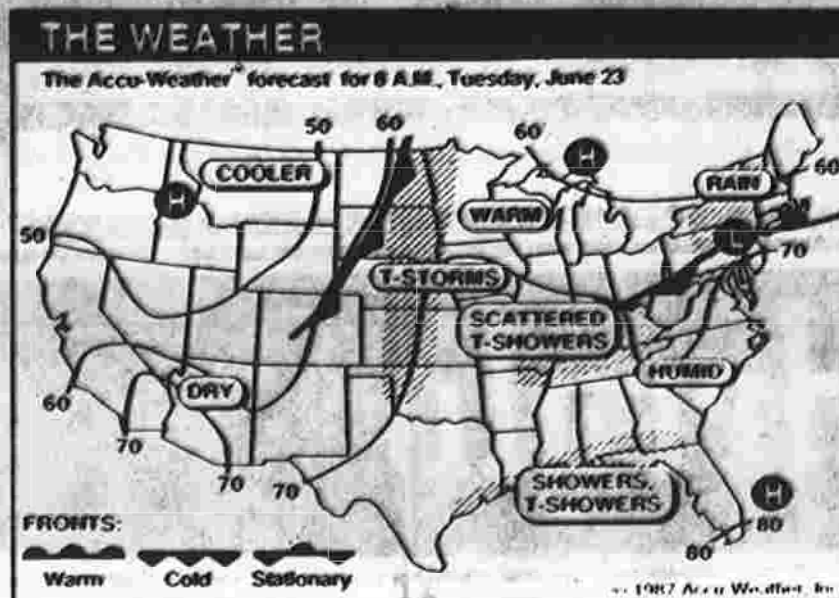 THE WEATHER
The Accu-Weather™ forecast for 8 A.M., Tuesday, June 23
50
60
60
H
COOLER
RAIN
60
H
WARM
L
50
70
T-STORMS
SCATTERED
T-SHOWERS
HUMID
DRY
60
70
70
70
SHOWERS,
T-SHOWERS
H
80
80
FRONTS:
Warm Cold Stationary
1987 Accu Weather, Inc.